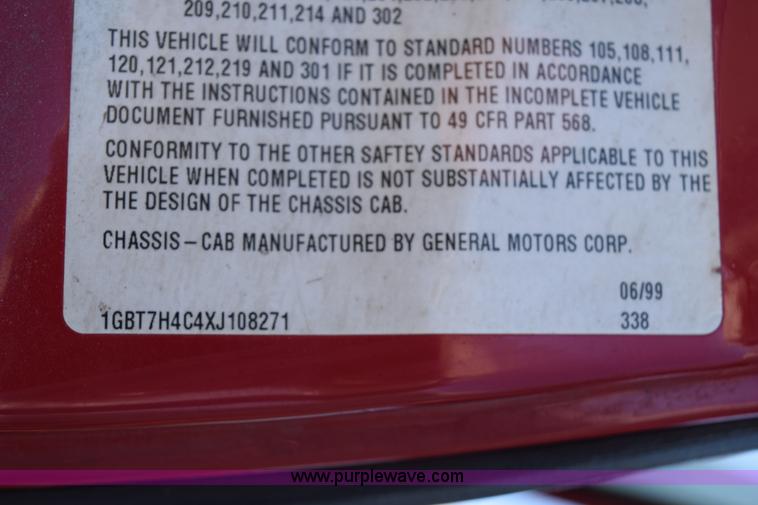 209,210,211,214 AND 302
THIS VEHICLE WILL CONFORM TO STANDARD NUMBERS 105,108,111,
120,121,212,219 AND 301 IF IT IS COMPLETED IN ACCORDANCE
WITH THE INSTRUCTIONS CONTAINED IN THE INCOMPLETE VEHICLE
DOCUMENT FURNISHED PURSUANT TO 49 CFR PART 568.
CONFORMITY TO THE OTHER SAFTEY STANDARDS APPLICABLE TO THIS
VEHICLE WHEN COMPLETED IS NOT SUBSTANTIALLY AFFECTED BY THE
THE DESIGN OF THE CHASSIS CAB.
CHASSIS-CAB MANUFACTURED BY GENERAL MOTORS CORP.
06/99
1GBT7H4C4XJ108271 338
www.purplewave.com